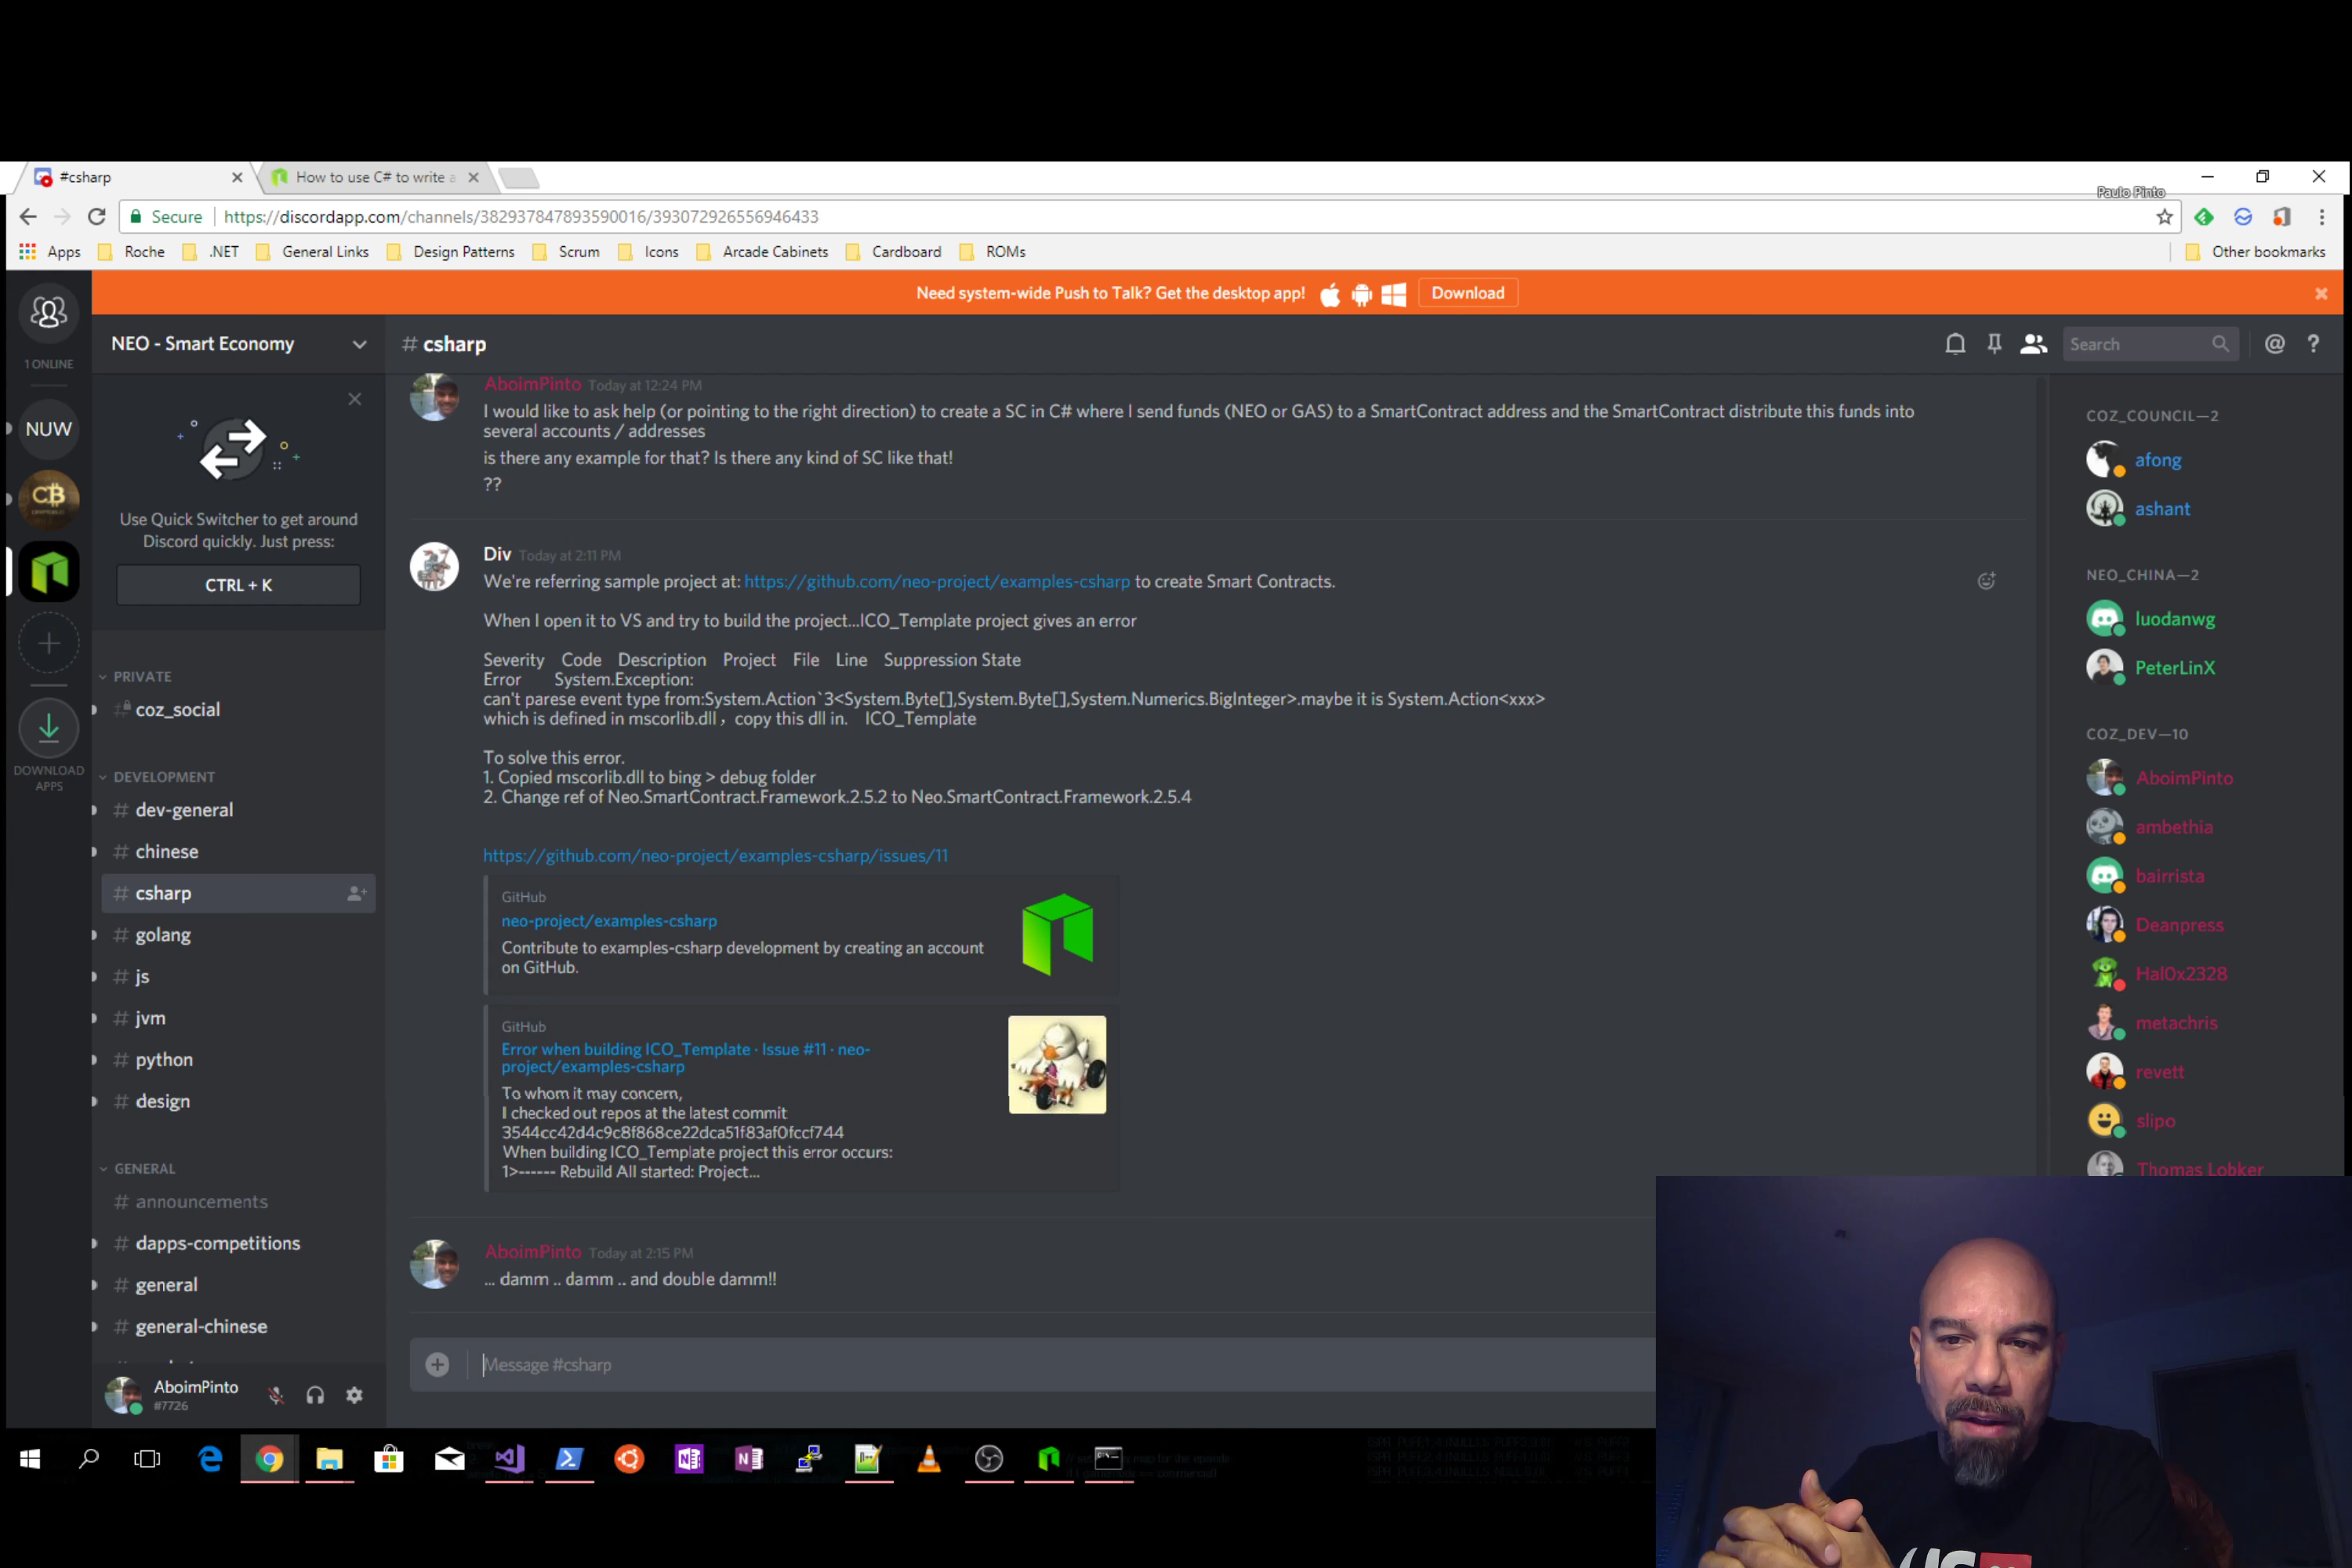 #csharp
How to use C# to write a
Paulo Pinto
Secure
https://discordapp.com/channels/382937847893590016/393072926556946433
Apps
Roche
.NET
General Links
Design Patterns
Scrum
Icons
Arcade Cabinets
Cardboard
ROMs
Other bookmarks
Need system-wide Push to Talk? Get the desktop app!
Download
1 ONLINE
NUW
CB
DOWNLOAD
APPS
NEO - Smart Economy
Use Quick Switcher to get around
Discord quickly. Just press:
CTRL + K
PRIVATE
# coz_social
DEVELOPMENT
# dev-general
# chinese
# csharp
# golang
# js
# jvm
# python
# design
GENERAL
# announcements
# dapps-competitions
# general
# general-chinese
AboimPinto
#7726
# csharp
Search
AboimPinto Today at 12:24 PM
I would like to ask help (or pointing to the right direction) to create a SC in C# where I send funds (NEO or GAS) to a SmartContract address and the SmartContract distribute this funds into
several accounts / addresses
is there any example for that? Is there any kind of SC like that!
??
Div Today at 2:11 PM
We're referring sample project at: https://github.com/neo-project/examples-csharp to create Smart Contracts.
When I open it to VS and try to build the project...ICO_Template project gives an error
Severity Code Description Project File Line Suppression State
Error System.Exception:
can't parese event type from:System.Action`3<System.Byte[],System.Byte[],System.Numerics.BigInteger>.maybe it is System.Action<xxx>
which is defined in mscorlib.dll，copy this dll in. ICO_Template
To solve this error.
1. Copied mscorlib.dll to bing > debug folder
2. Change ref of Neo.SmartContract.Framework.2.5.2 to Neo.SmartContract.Framework.2.5.4
https://github.com/neo-project/examples-csharp/issues/11
GitHub
neo-project/examples-csharp
Contribute to examples-csharp development by creating an account
on GitHub.
GitHub
Error when building ICO_Template · Issue #11 · neo-
project/examples-csharp
To whom it may concern,
I checked out repos at the latest commit
3544cc42d4c9c8f868ce22dca51f83af0fccf744
When building ICO_Template project this error occurs:
1>------ Rebuild All started: Project...
AboimPinto Today at 2:15 PM
... damm .. damm .. and double damm!!
Message #csharp
COZ_COUNCIL—2
afong
ashant
NEO_CHINA—2
luodanwg
PeterLinX
COZ_DEV—10
AboimPinto
ambethia
bairrista
Deanpress
Hal0x2328
metachris
revett
slipo
Thomas Lobker